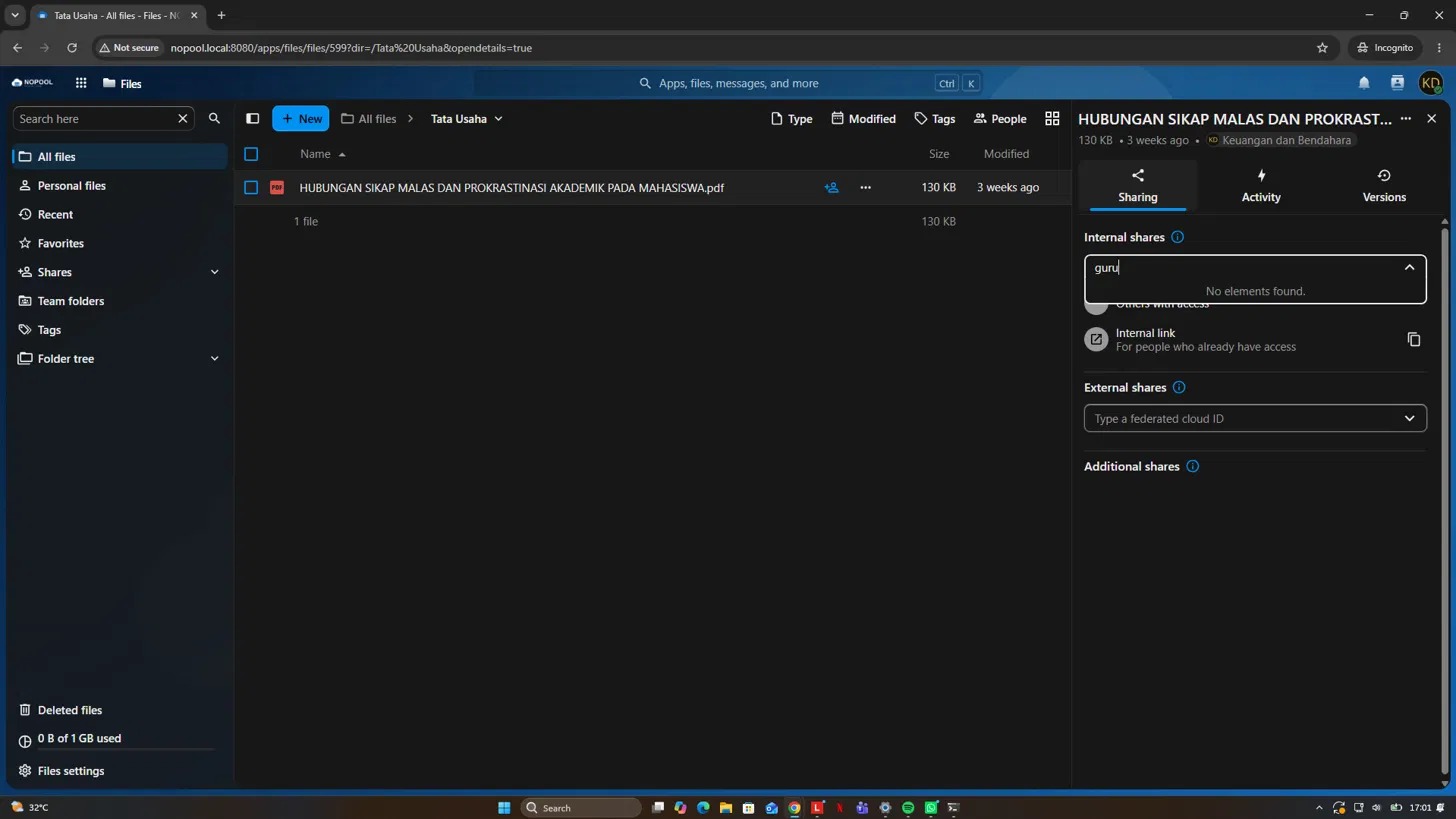 Tata Usaha - All files - Files - NO
Not secure
nopool.local:8080/apps/files/files/599?dir=/Tata%20Usaha&opendetails=true
Incognito
NOPOOL
Files
Apps, files, messages, and more
Ctrl
K
KD
Search here
All files
Personal files
Recent
Favorites
Shares
Team folders
Tags
Folder tree
Deleted files
0 B of 1 GB used
Files settings
New
All files
Tata Usaha
Type
Modified
Tags
People
Name
Size
Modified
PDF
HUBUNGAN SIKAP MALAS DAN PROKRASTINASI AKADEMIK PADA MAHASISWA.pdf
130 KB
3 weeks ago
1 file
130 KB
HUBUNGAN SIKAP MALAS DAN PROKRAST...
130 KB • 3 weeks ago • KD Keuangan dan Bendahara
Sharing
Activity
Versions
Internal shares
guru
No elements found.
Others with access
Internal link
For people who already have access
External shares
Type a federated cloud ID
Additional shares
32°C
Search
17:01